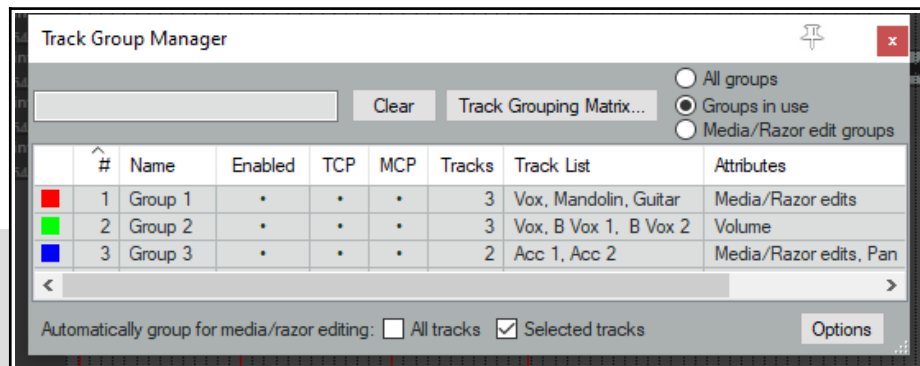 Track Group Manager
x
All groups
Clear Track Grouping Matrix... Groups in use
Media/Razor edit groups
# Name Enabled TCP MCP Tracks Track List Attributes
1 Group 1 • • • 3 Vox, Mandolin, Guitar Media/Razor edits
2 Group 2 • • • 3 Vox, B Vox 1, B Vox 2 Volume
3 Group 3 • • • 2 Acc 1, Acc 2 Media/Razor edits, Pan
Automatically group for media/razor editing: All tracks Selected tracks Options